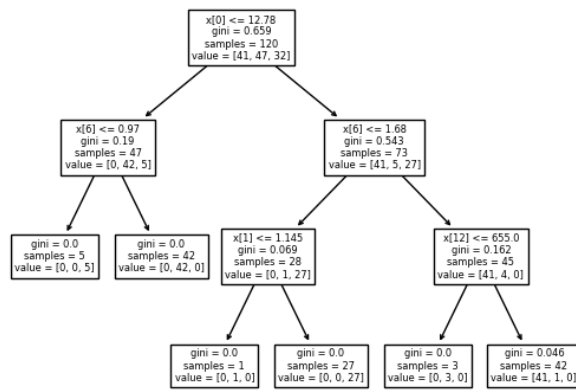 x[0] <= 12.78
gini = 0.659
samples = 120
value = [41, 47, 32]
x[6] <= 0.97
gini = 0.19
samples = 47
value = [0, 42, 5]
x[6] <= 1.68
gini = 0.543
samples = 73
value = [41, 5, 27]
gini = 0.0
samples = 5
value = [0, 0, 5]
gini = 0.0
samples = 42
value = [0, 42, 0]
x[1] <= 1.145
gini = 0.069
samples = 28
value = [0, 1, 27]
x[12] <= 655.0
gini = 0.162
samples = 45
value = [41, 4, 0]
gini = 0.0
samples = 1
value = [0, 1, 0]
gini = 0.0
samples = 27
value = [0, 0, 27]
gini = 0.0
samples = 3
value = [0, 3, 0]
gini = 0.046
samples = 42
value = [41, 1, 0]